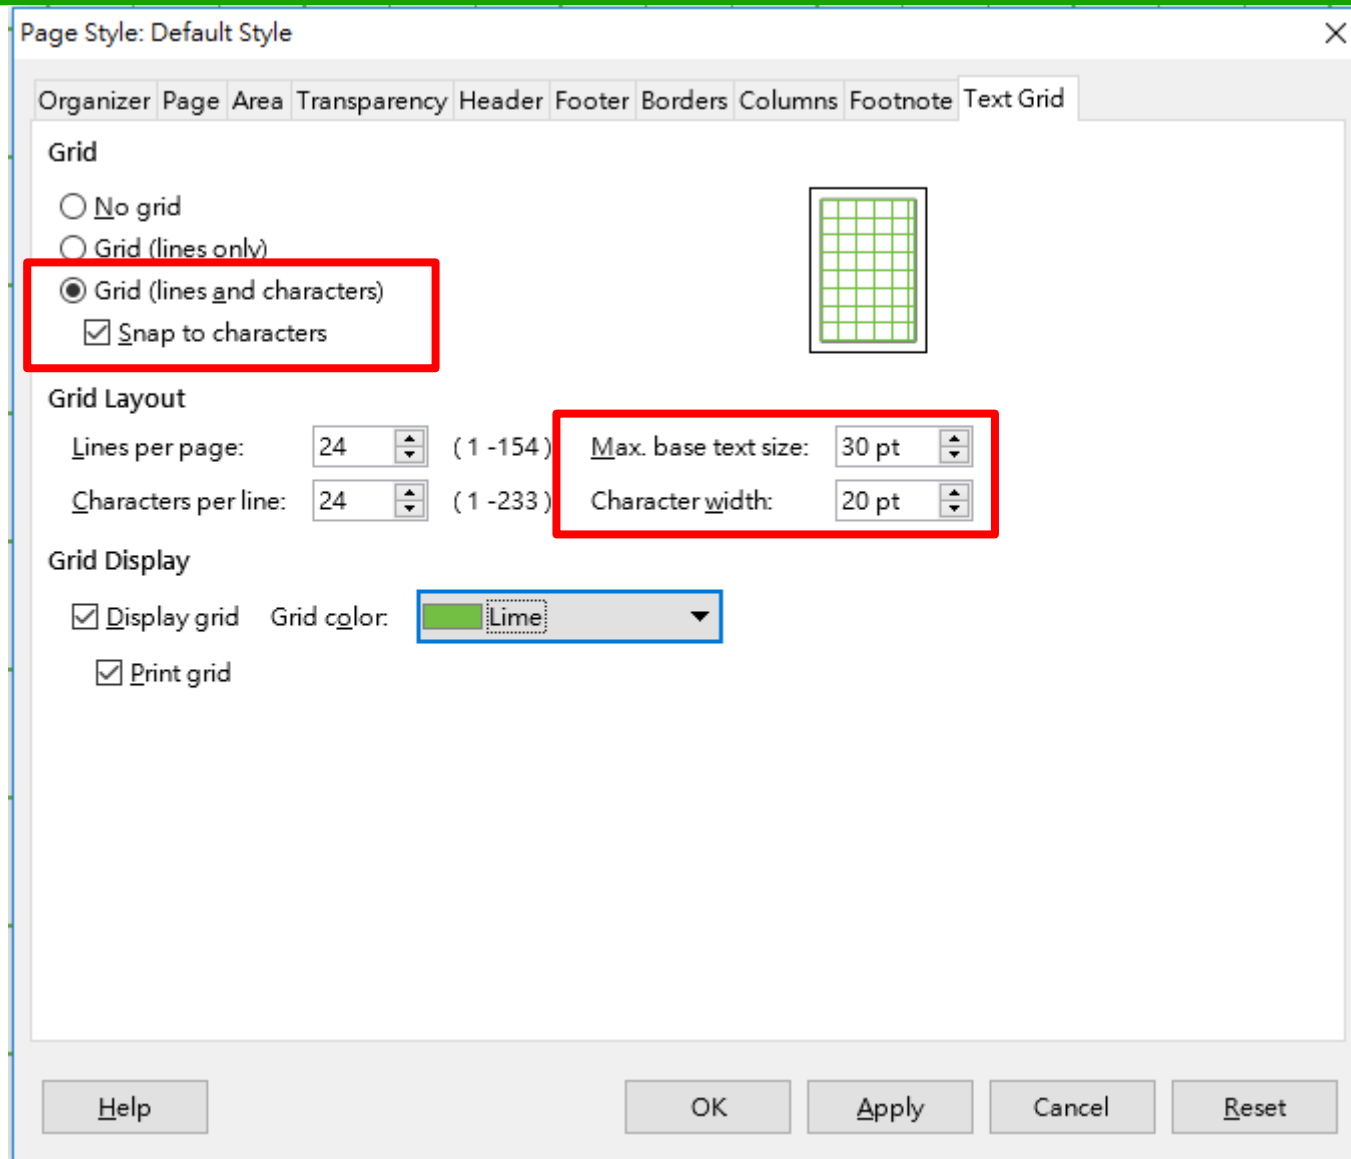 Page Style: Default Style
Organizer Page Area Transparency Header Footer Borders Columns Footnote Text Grid
Grid
No grid
Grid (lines only)
Grid (lines and characters)
Snap to characters
Grid Layout
Lines per page: 24 ( 1 -154 ) Max. base text size: 30 pt
Characters per line: 24 ( 1 -233 ) Character width: 20 pt
Grid Display
Display grid Grid color: Lime
Print grid
Help OK Apply Cancel Reset